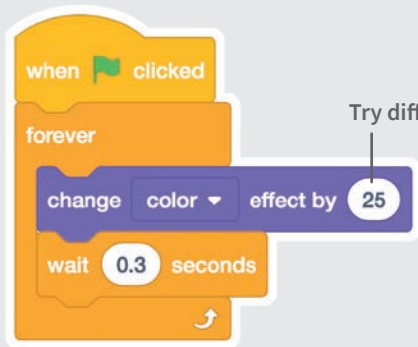 when clicked
forever
Try diff
change color effect by 25
wait 0.3 seconds